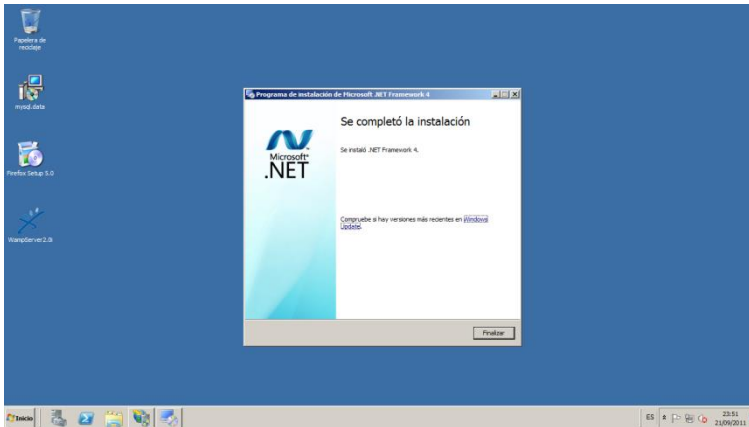 Papelera de
reciclaje
mysql.data
Firefox Setup 5.0
WampServer2.1i
Programa de instalación de Microsoft .NET Framework 4
Microsoft®
.NET
Se completó la instalación
Se instaló .NET Framework 4.
Compruebe si hay versiones más recientes en Windows
Update.
Finalizar
Inicio
ES
23:51
21/09/2011